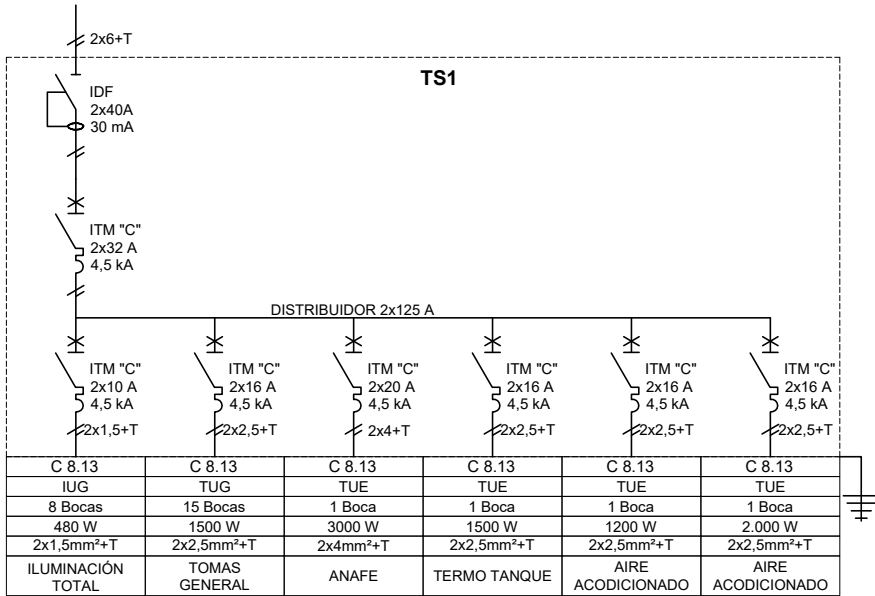 2x6+T
TS1
IDF
2x40A
30 mA
ITM "C"
2x32 A
4,5 kA
DISTRIBUIDOR 2x125 A
ITM "C"
2x10 A
4,5 kA
2x1,5+T
ITM "C"
2x16 A
4,5 kA
2x2,5+T
ITM "C"
2x20 A
4,5 kA
2x4+T
ITM "C"
2x16 A
4,5 kA
2x2,5+T
ITM "C"
2x16 A
4,5 kA
2x2,5+T
ITM "C"
2x16 A
4,5 kA
2x2,5+T
C 8.13 C 8.13 C 8.13 C 8.13 C 8.13 C 8.13
IUG TUG TUE TUE TUE TUE
8 Bocas 15 Bocas 1 Boca 1 Boca 1 Boca 1 Boca
480 W 1500 W 3000 W 1500 W 1200 W 2.000 W
2x1,5mm²+T 2x2,5mm²+T 2x4mm²+T 2x2,5mm²+T 2x2,5mm²+T 2x2,5mm²+T
ILUMINACIÓN
TOTAL
TOMAS
GENERAL
ANAFE
TERMO TANQUE
AIRE
ACODICIONADO
AIRE
ACODICIONADO